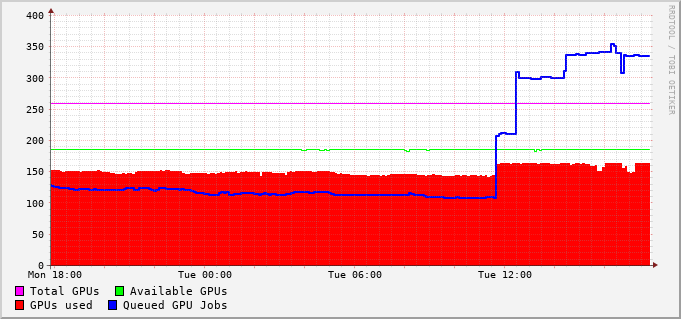 400
350
300
250
200
150
100
50
0
Mon 18:00 Tue 00:00 Tue 06:00 Tue 12:00
Total GPUs Available GPUs
GPUs used Queued GPU Jobs
RRDTOOL / TOBI OETIKER